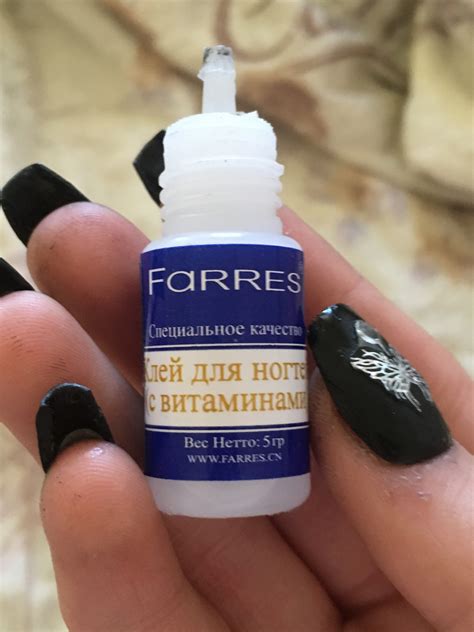 FaRRES
Специальное качество
Клей для ногте
с витаминами
Вес Нетто: 5гр
WWW.FARRES.CN